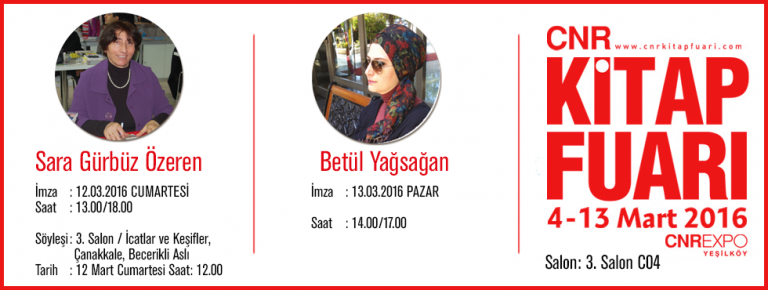 Sara Gürbüz Özeren
İmza : 12.03.2016 CUMARTESİ
Saat : 13.00/18.00
Söyleşi : 3. Salon / İcatlar ve Keşifler,
Çanakkale, Becerikli Aslı
Tarih : 12 Mart Cumartesi Saat: 12.00
Betül Yağsağan
İmza : 13.03.2016 PAZAR
Saat : 14.00/17.00
CNR
www.cnrkitapfuari.com
KİTAP
FUARI
4-13 Mart 2016
CNREXPO
YEŞİLKÖY
Salon: 3. Salon C04